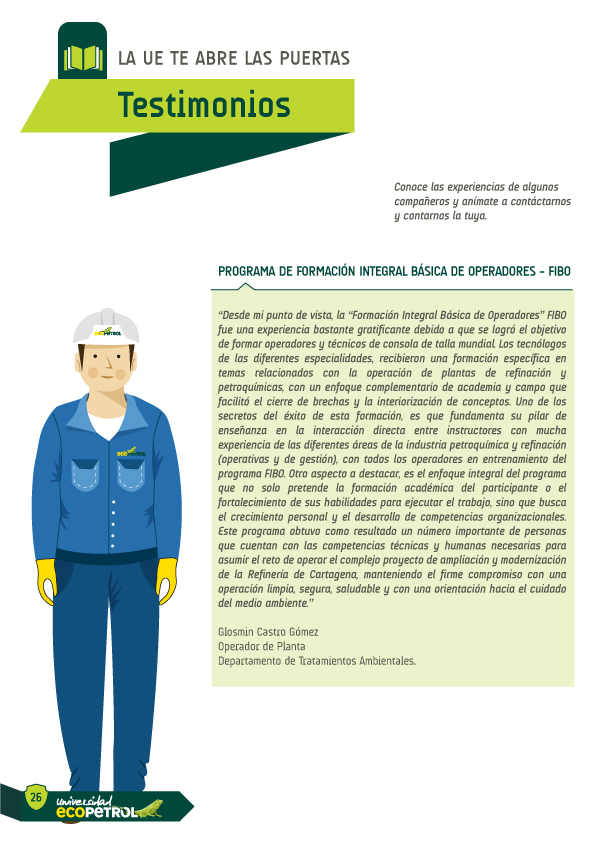 LA UE TE ABRE LAS PUERTAS
Testimonios
Conoce las experiencias de algunos
compañeros y anímate a contáctarnos
y contarnos la tuya.
PROGRAMA DE FORMACIÓN INTEGRAL BÁSICA DE OPERADORES - FIBO
“Desde mi punto de vista, la “Formación Integral Básica de Operadores” FIBO
fue una experiencia bastante gratificante debido a que se logró el objetivo
de formar operadores y técnicos de consola de talla mundial. Los tecnólogos
de las diferentes especialidades, recibieron una formación específica en
temas relacionados con la operación de plantas de refinación y
petroquímicas, con un enfoque complementario de academia y campo que
facilitó el cierre de brechas y la interiorización de conceptos. Uno de los
secretos del éxito de esta formación, es que fundamenta su pilar de
enseñanza en la interacción directa entre instructores con mucha
experiencia de las diferentes áreas de la industria petroquímica y refinación
(operativas y de gestión), con todos los operadores en entrenamiento del
programa FIBO. Otro aspecto a destacar, es el enfoque integral del programa
que no solo pretende la formación académica del participante o el
fortalecimiento de sus habilidades para ejecutar el trabajo, sino que busca
el crecimiento personal y el desarrollo de competencias organizacionales.
Este programa obtuvo como resultado un número importante de personas
que cuentan con las competencias técnicas y humanas necesarias para
asumir el reto de operar el complejo proyecto de ampliación y modernización
de la Refinería de Cartagena, manteniendo el firme compromiso con una
operación limpia, segura, saludable y con una orientación hacia el cuidado
del medio ambiente.”
Glosmin Castro Gómez
Operador de Planta
Departamento de Tratamientos Ambientales.
ecopetrol
ecopetrol
26
universidad
ecopetrol